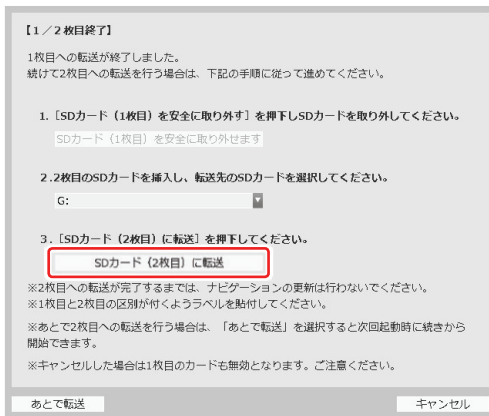 【1／2枚目終了】
1枚目への転送が終了しました。
続けて2枚目への転送を行う場合は、下記の手順に従って進めてください。
1.［SDカード（1枚目）を安全に取り外す］を押下しSDカードを取り外してください。
SDカード（1枚目）を安全に取り外せます
2.2枚目のSDカードを挿入し、転送先のSDカードを選択してください。
G:
3.［SDカード（2枚目）に転送］を押下してください。
SDカード（2枚目）に転送
※2枚目への転送が完了するまでは、ナビゲーションの更新は行わないでください。
※1枚目と2枚目の区別が付くようラベルを貼付してください。
※あとで2枚目への転送を行う場合は、「あとで転送」を選択すると次回起動時に続きから
開始できます。
※キャンセルした場合は1枚目のカードも無効となります。ご注意ください。
あとで転送
キャンセル